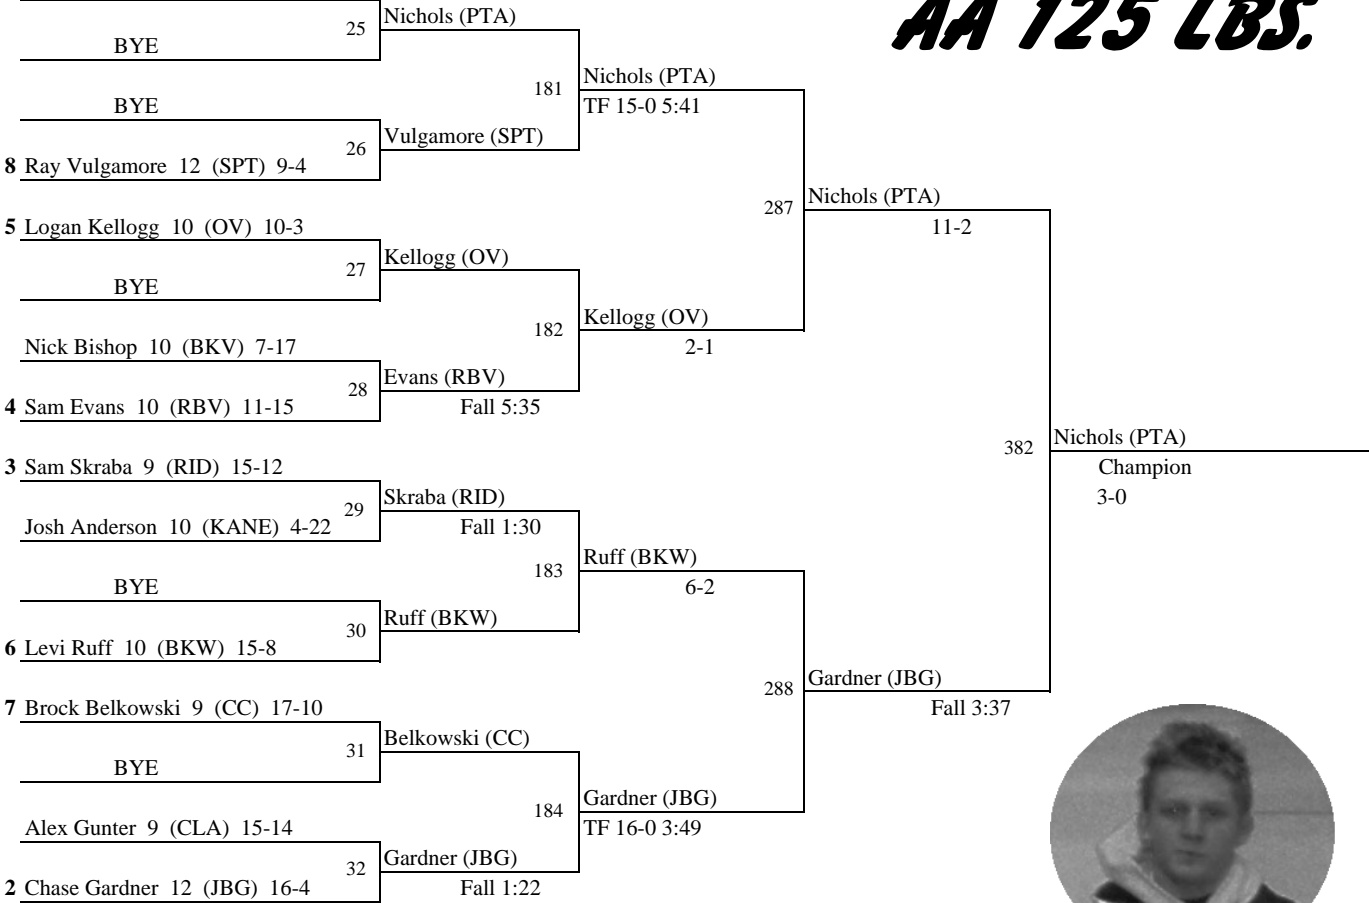 AA 125 LBS.
25
Nichols (PTA)
BYE
181
Nichols (PTA)
TF 15-0 5:41
BYE
26
Vulgamore (SPT)
8 Ray Vulgamore 12 (SPT) 9-4
287
Nichols (PTA)
11-2
5 Logan Kellogg 10 (OV) 10-3
27
Kellogg (OV)
BYE
182
Kellogg (OV)
2-1
Nick Bishop 10 (BKV) 7-17
28
Evans (RBV)
Fall 5:35
4 Sam Evans 10 (RBV) 11-15
382
Nichols (PTA)
Champion
3-0
3 Sam Skraba 9 (RID) 15-12
29
Skraba (RID)
Fall 1:30
Josh Anderson 10 (KANE) 4-22
183
Ruff (BKW)
6-2
BYE
30
Ruff (BKW)
6 Levi Ruff 10 (BKW) 15-8
288
Gardner (JBG)
Fall 3:37
7 Brock Belkowski 9 (CC) 17-10
31
Belkowski (CC)
BYE
184
Gardner (JBG)
TF 16-0 3:49
Alex Gunter 9 (CLA) 15-14
32
Gardner (JBG)
Fall 1:22
2 Chase Gardner 12 (JBG) 16-4